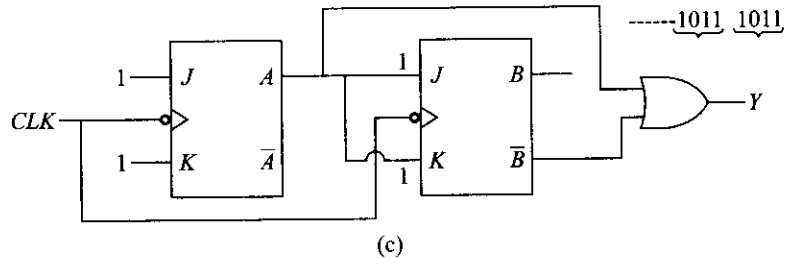 ------1011 1011
1 J A 1 J B
CLK Y
1 K A̅ K B̅
1
(c)